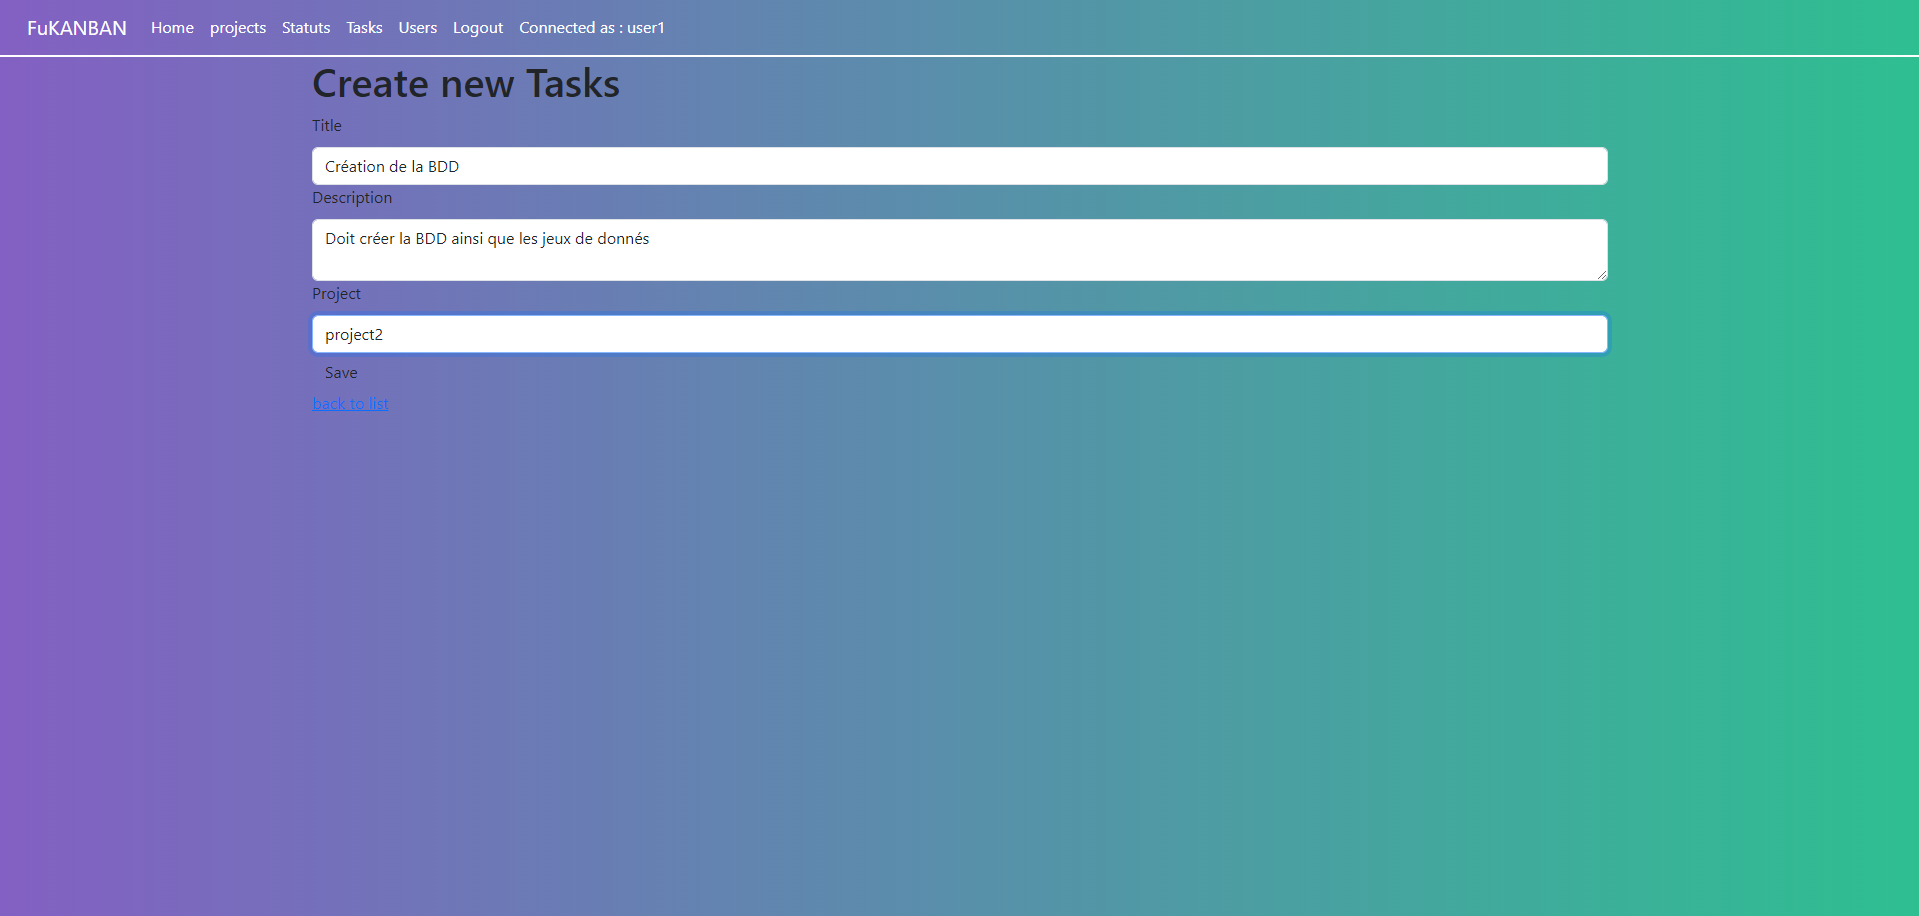 FuKANBAN Home projects Statuts Tasks Users Logout Connected as : user1
Create new Tasks
Title
Création de la BDD
Description
Doit créer la BDD ainsi que les jeux de donnés
Project
project2
Save
back to list